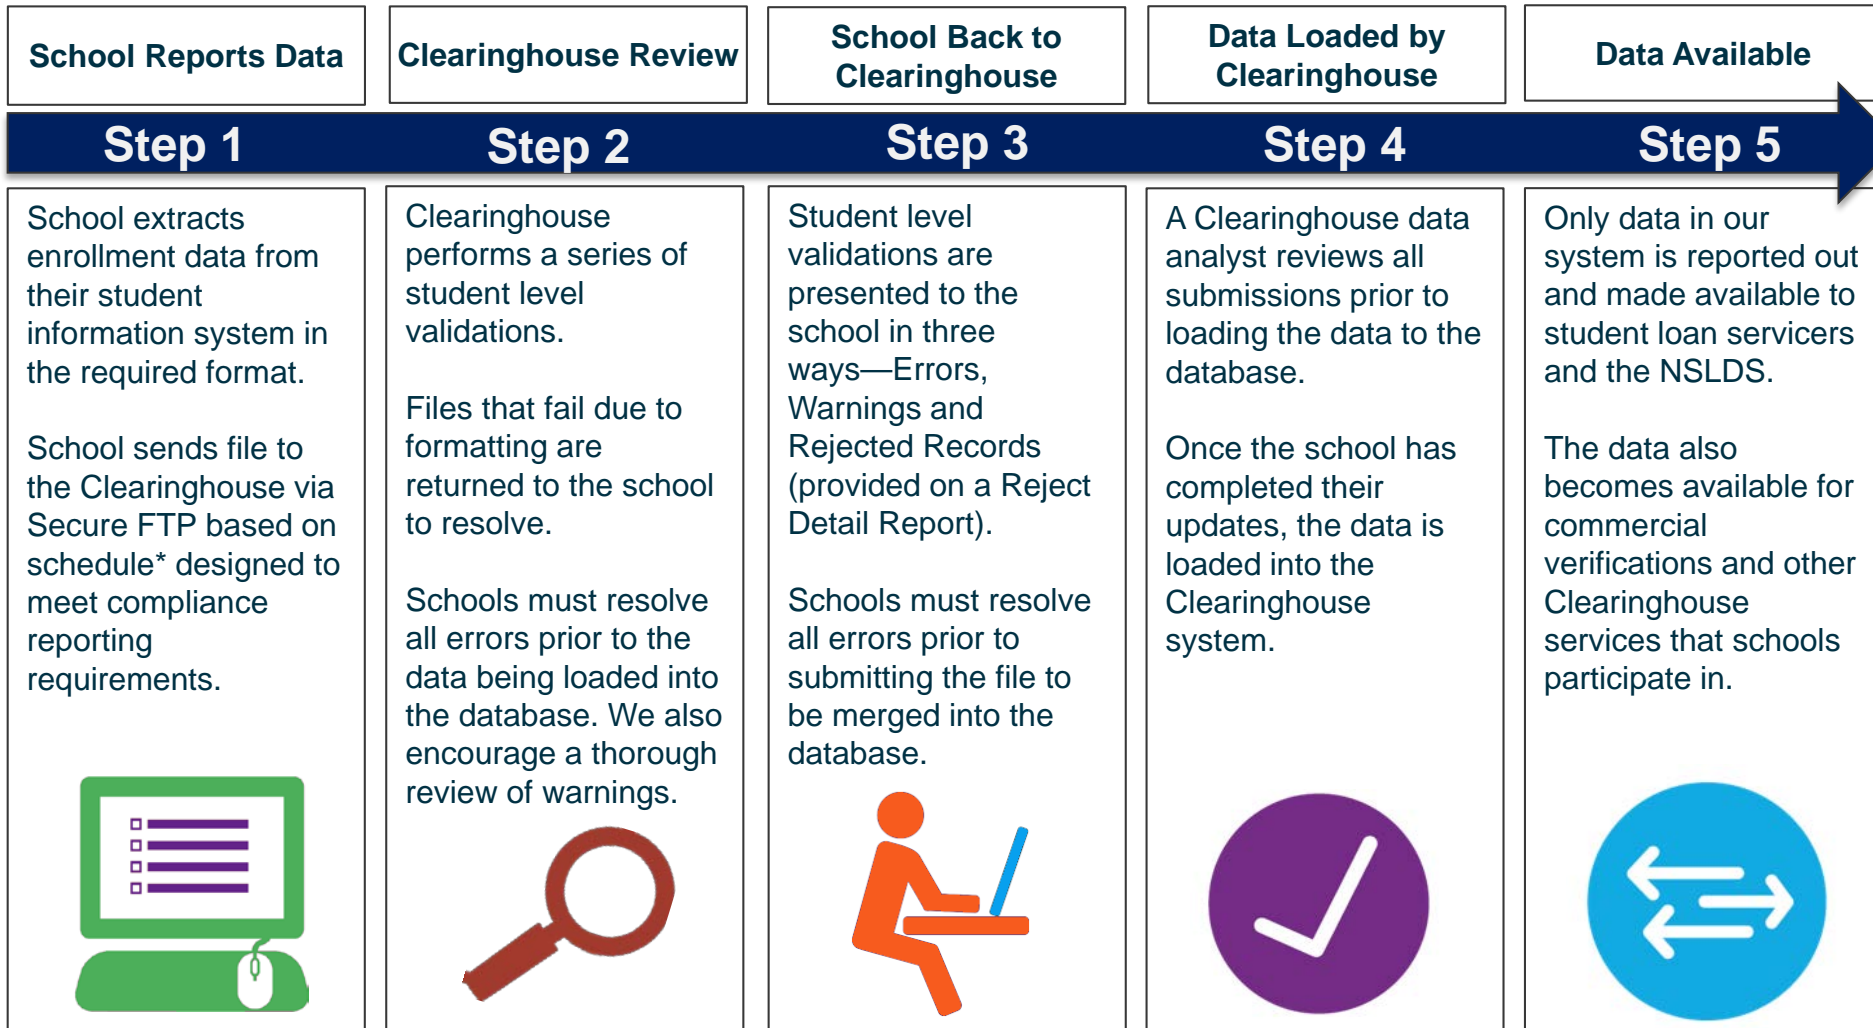 School Reports Data
Clearinghouse Review
School Back to
Clearinghouse
Data Loaded by
Clearinghouse
Data Available
Step 1
Step 2
Step 3
Step 4
Step 5
School extracts
enrollment data from
their student
information system in
the required format.
School sends file to
the Clearinghouse via
Secure FTP based on
schedule* designed to
meet compliance
reporting
requirements.
Clearinghouse
performs a series of
student level
validations.
Files that fail due to
formatting are
returned to the school
to resolve.
Schools must resolve
all errors prior to the
data being loaded into
the database. We also
encourage a thorough
review of warnings.
Student level
validations are
presented to the
school in three
ways—Errors,
Warnings and
Rejected Records
(provided on a Reject
Detail Report).
Schools must resolve
all errors prior to
submitting the file to
be merged into the
database.
A Clearinghouse data
analyst reviews all
submissions prior to
loading the data to the
database.
Once the school has
completed their
updates, the data is
loaded into the
Clearinghouse
system.
Only data in our
system is reported out
and made available to
student loan servicers
and the NSLDS.
The data also
becomes available for
commercial
verifications and other
Clearinghouse
services that schools
participate in.